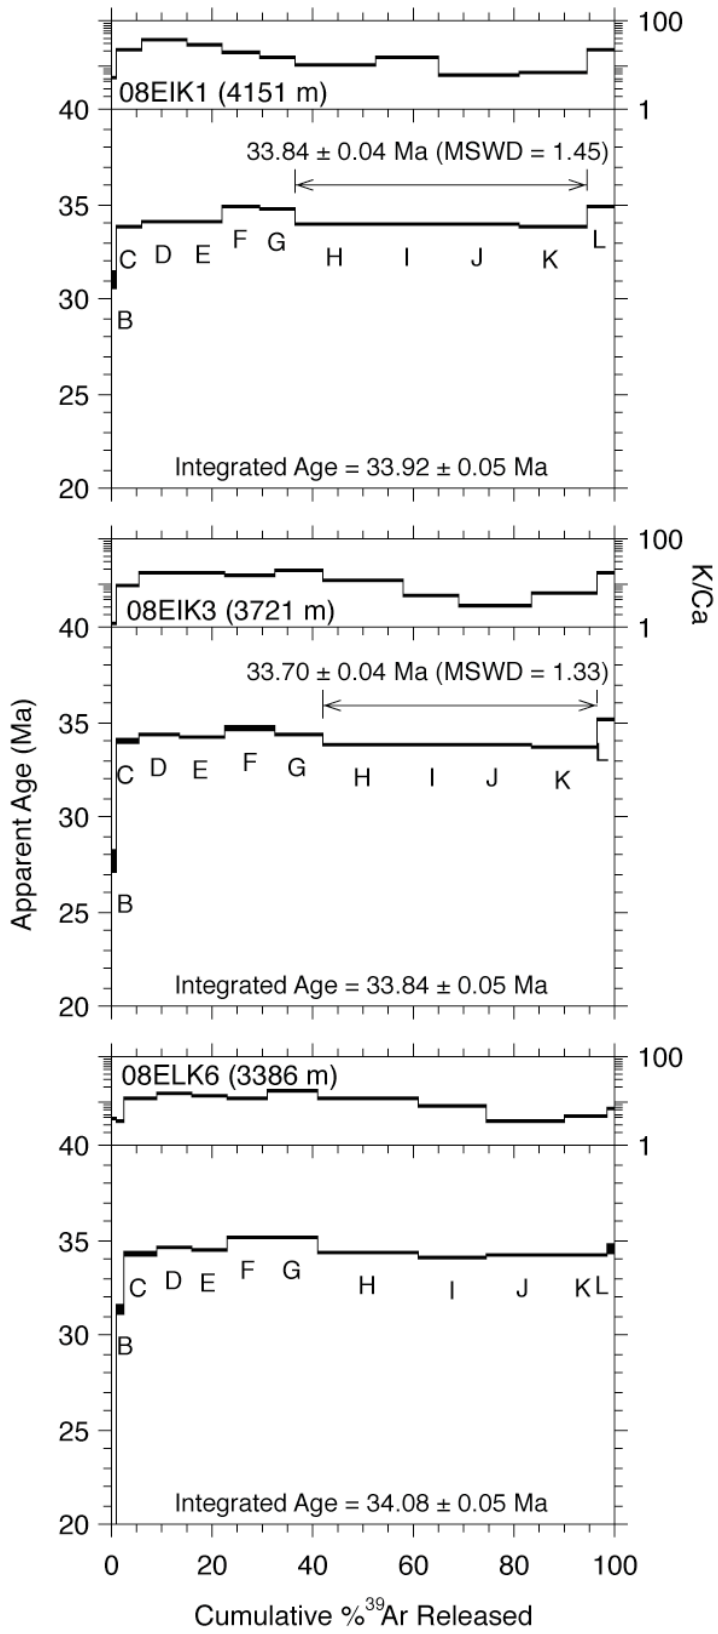 100
08EIK1 (4151 m)
40
1
33.84 ± 0.04 Ma (MSWD = 1.45)
35
F
G
L
C
D
E
H
I
J
K
30
B
25
Integrated Age = 33.92 ± 0.05 Ma
20
100
K/Ca
08EIK3 (3721 m)
40
1
33.70 ± 0.04 Ma (MSWD = 1.33)
Apparent Age (Ma)
35
C
D
E
F
G
H
I
J
K
L
30
B
25
Integrated Age = 33.84 ± 0.05 Ma
20
100
08ELK6 (3386 m)
40
1
35
C
D
E
F
G
H
I
J
K
L
30
B
25
Integrated Age = 34.08 ± 0.05 Ma
20
0 20 40 60 80 100
Cumulative %³⁹Ar Released